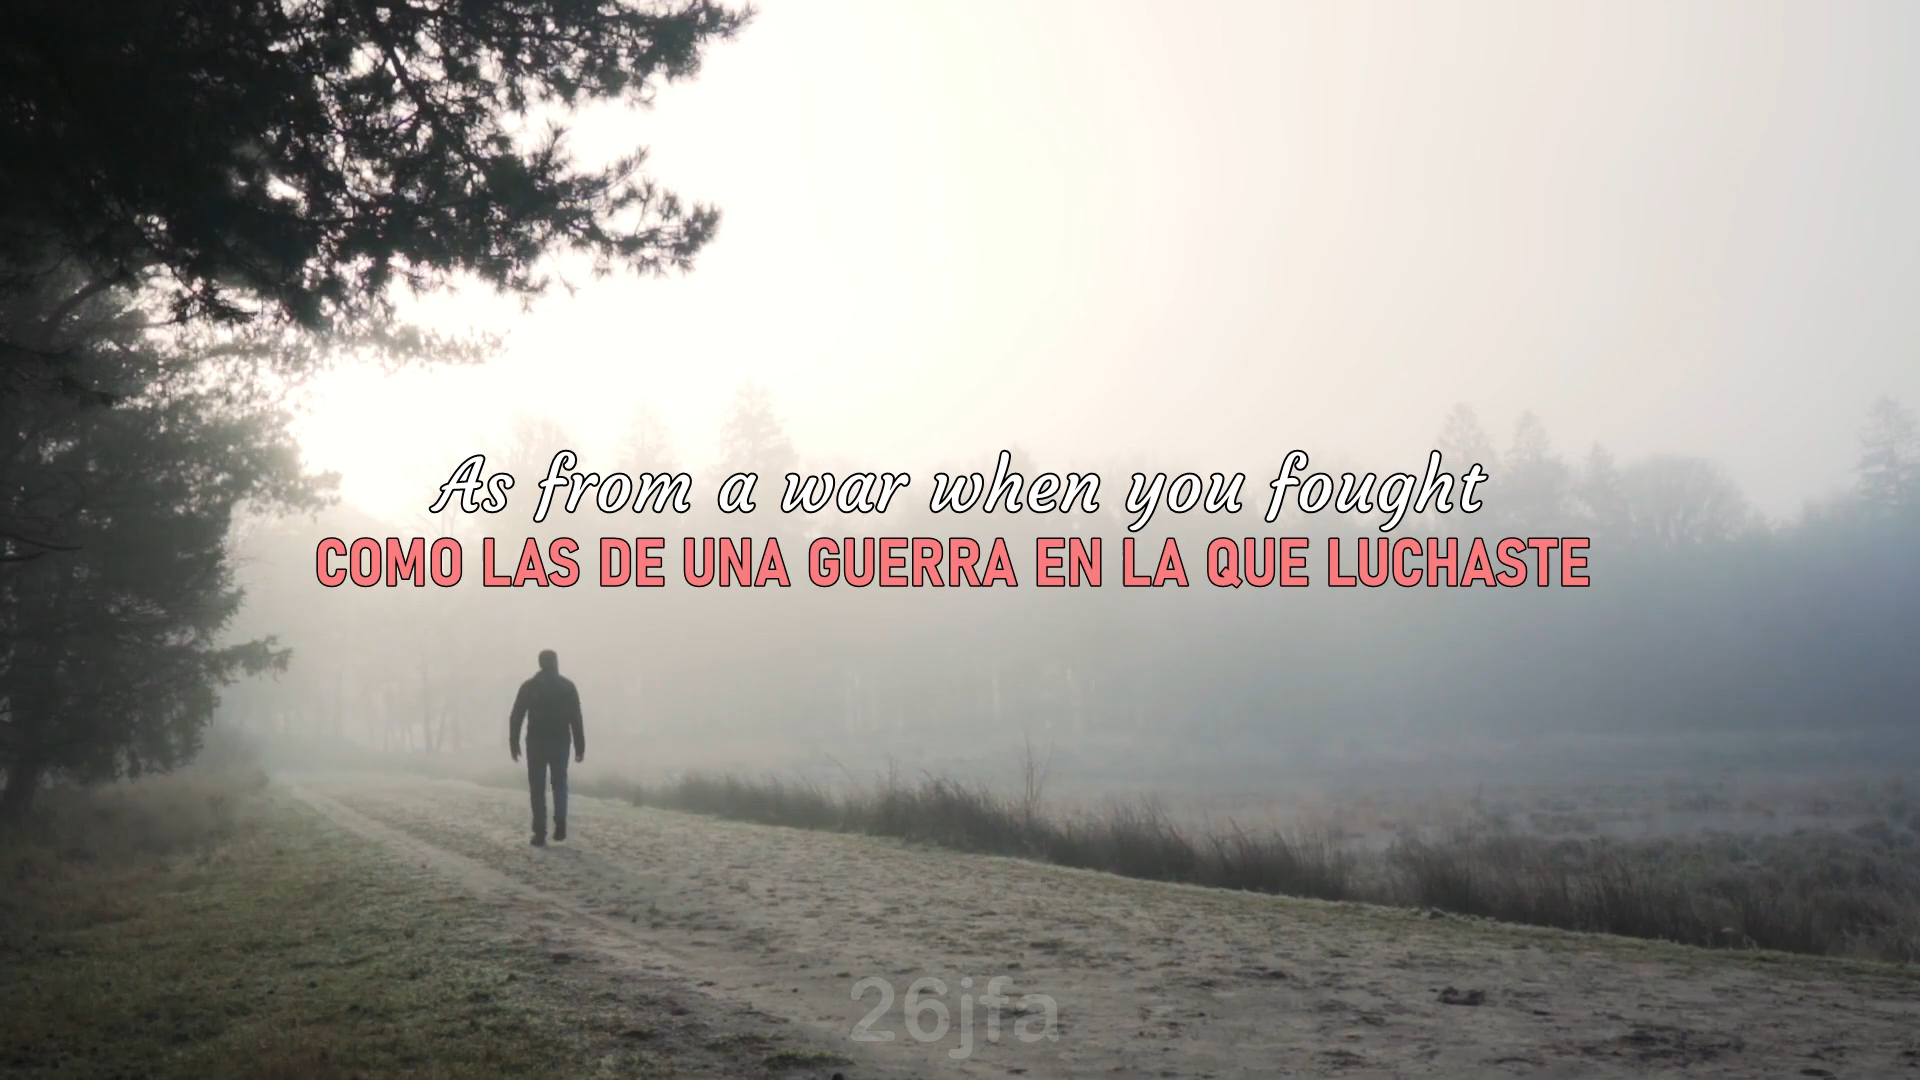 As from a war when you fought
COMO LAS DE UNA GUERRA EN LA QUE LUCHASTE
26jfa